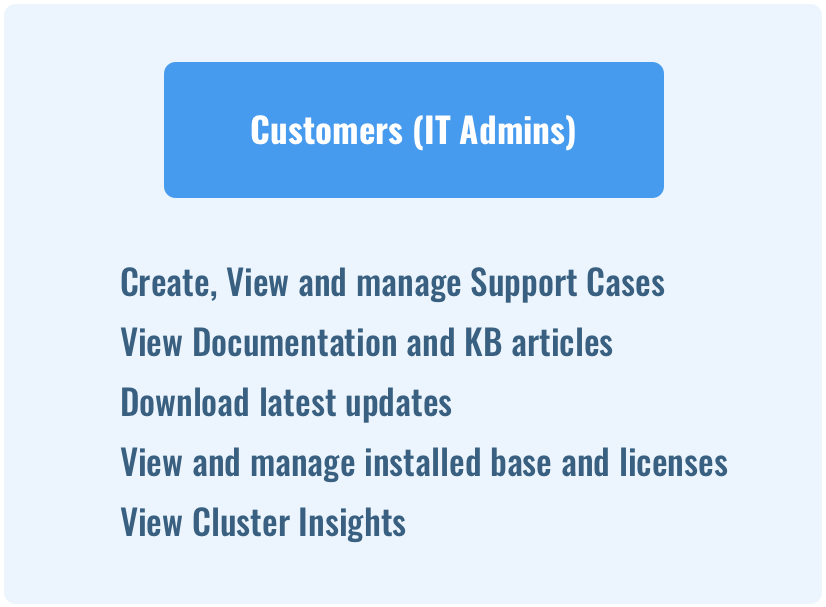 Customers (IT Admins)
Create, View and manage Support Cases
View Documentation and KB articles
Download latest updates
View and manage installed base and licenses
View Cluster Insights